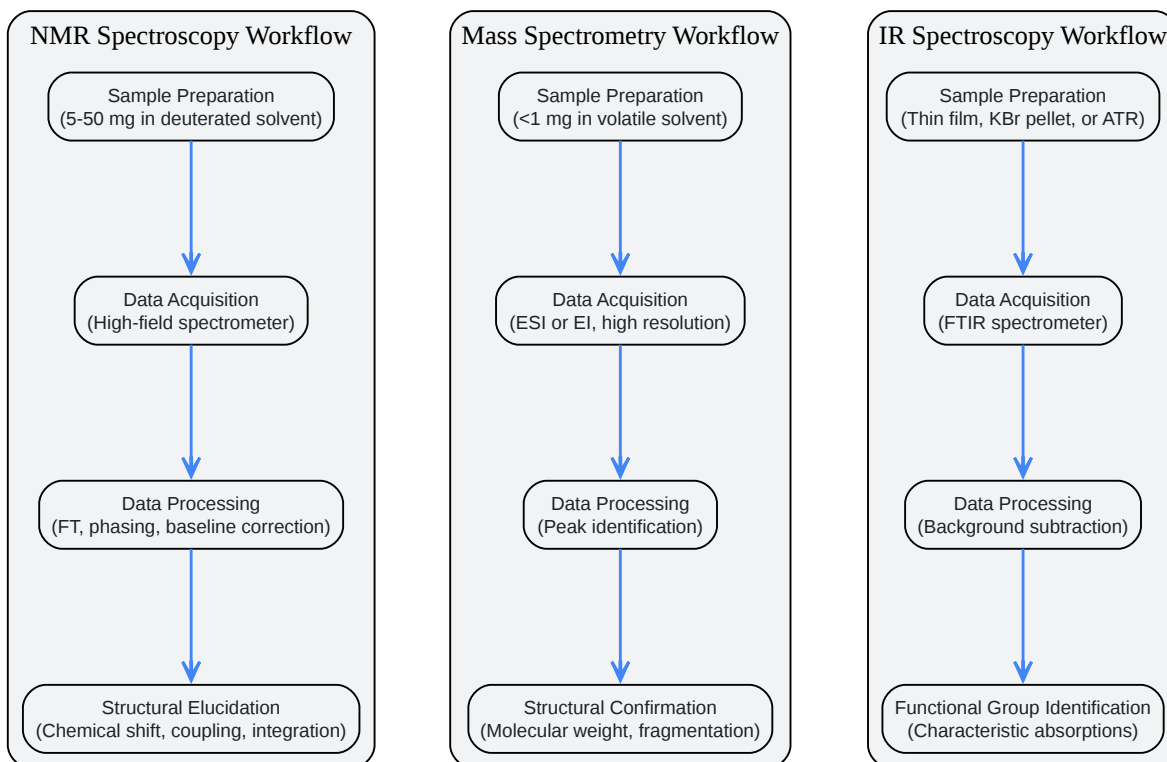 NMR Spectroscopy Workflow
Sample Preparation
(5-50 mg in deuterated solvent)
Data Acquisition
(High-field spectrometer)
Data Processing
(FT, phasing, baseline correction)
Structural Elucidation
(Chemical shift, coupling, integration)
Mass Spectrometry Workflow
Sample Preparation
(<1 mg in volatile solvent)
Data Acquisition
(ESI or EI, high resolution)
Data Processing
(Peak identification)
Structural Confirmation
(Molecular weight, fragmentation)
IR Spectroscopy Workflow
Sample Preparation
(Thin film, KBr pellet, or ATR)
Data Acquisition
(FTIR spectrometer)
Data Processing
(Background subtraction)
Functional Group Identification
(Characteristic absorptions)